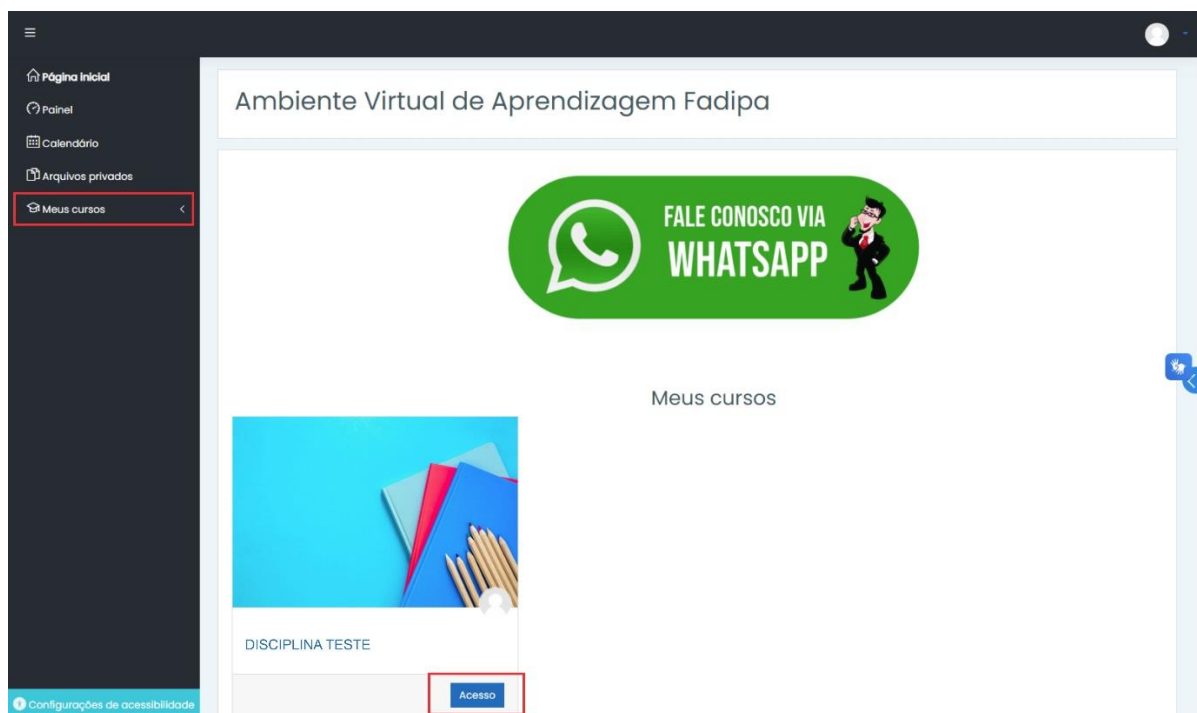 Página inicial
Painel
Calendário
Arquivos privados
Meus cursos
Ambiente Virtual de Aprendizagem Fadipa
FALE CONOSCO VIA
WHATSAPP
Meus cursos
DISCIPLINA TESTE
Acesso
Configurações de acessibilidade